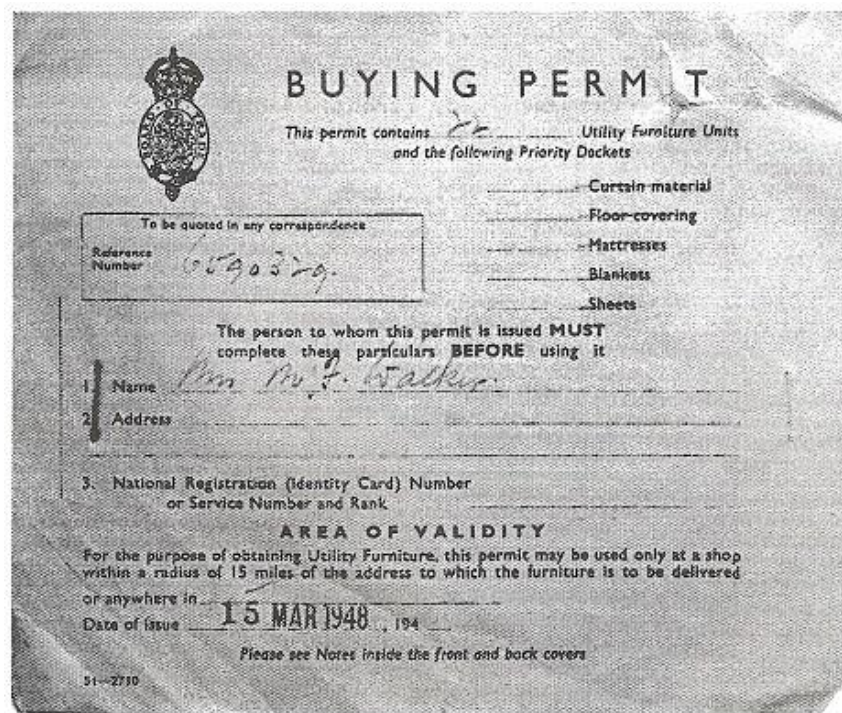 BUYING PERMIT
BOARD OF TRADE
This permit contains Utility Furniture Units
and the following Priority Dockets
Curtain material
Floor-covering
Mattresses
Blankets
Sheets
To be quoted in any correspondence
Reference
Number 6590329.
The person to whom this permit is issued MUST
complete these particulars BEFORE using it
1. Name M. J. Walker.
2. Address
3. National Registration (Identity Card) Number
or Service Number and Rank
AREA OF VALIDITY
For the purpose of obtaining Utility Furniture, this permit may be used only at a shop
within a radius of 15 miles of the address to which the furniture is to be delivered
or anywhere in
Date of issue 15 MAR 1948, 194
Please see Notes inside the front and back covers
51—2710